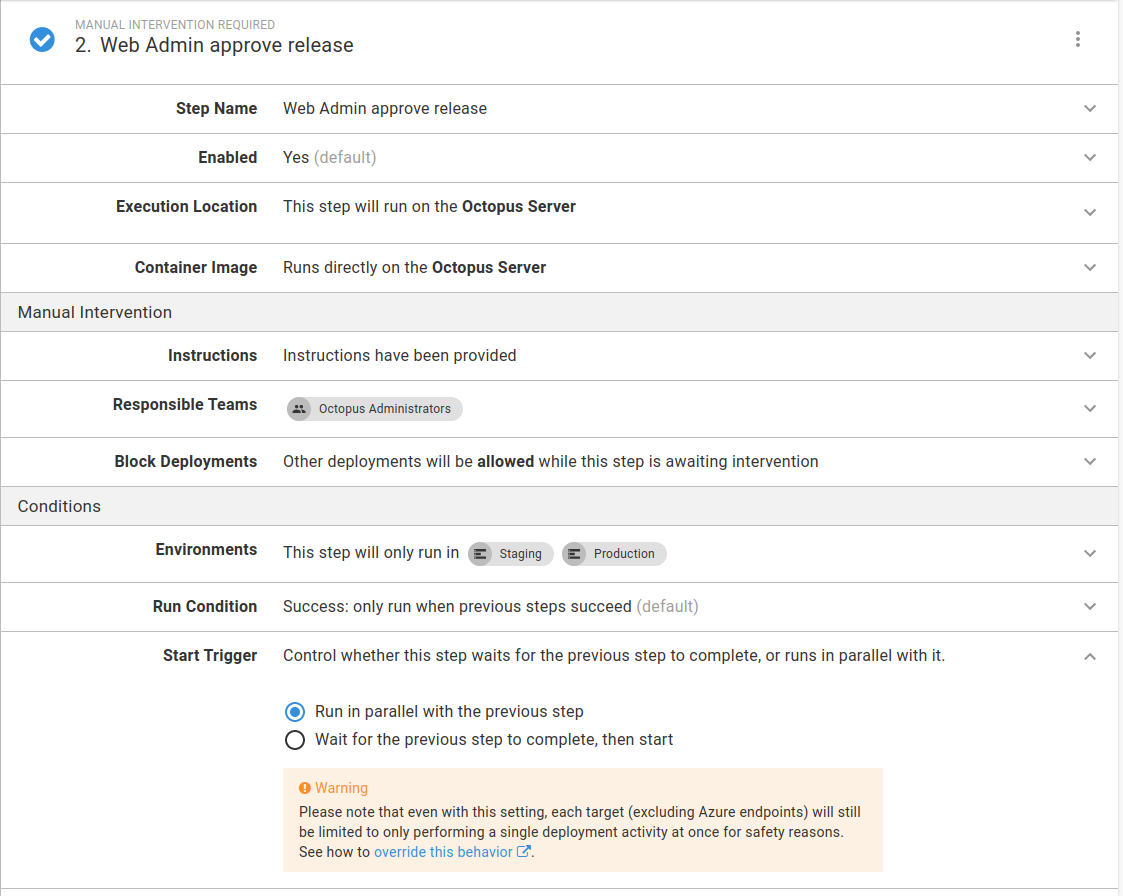 MANUAL INTERVENTION REQUIRED
2. Web Admin approve release
Step Name Web Admin approve release
Enabled Yes (default)
Execution Location This step will run on the Octopus Server
Container Image Runs directly on the Octopus Server
Manual Intervention
Instructions Instructions have been provided
Responsible Teams Octopus Administrators
Block Deployments Other deployments will be allowed while this step is awaiting intervention
Conditions
Environments This step will only run in Staging Production
Run Condition Success: only run when previous steps succeed (default)
Start Trigger Control whether this step waits for the previous step to complete, or runs in parallel with it.
Run in parallel with the previous step
Wait for the previous step to complete, then start
Warning
Please note that even with this setting, each target (excluding Azure endpoints) will still
be limited to only performing a single deployment activity at once for safety reasons.
See how to override this behavior.